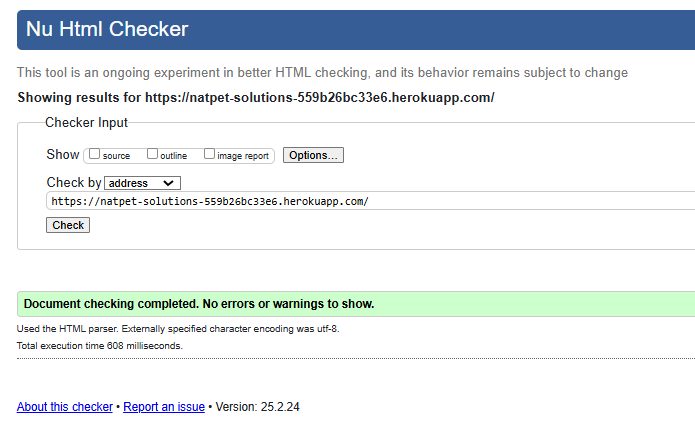 Nu Html Checker
This tool is an ongoing experiment in better HTML checking, and its behavior remains subject to change
Showing results for https://natpet-solutions-559b26bc33e6.herokuapp.com/
Checker Input
Show source outline image report Options...
Check by address
https://natpet-solutions-559b26bc33e6.herokuapp.com/
Check
Document checking completed. No errors or warnings to show.
Used the HTML parser. Externally specified character encoding was utf-8.
Total execution time 608 milliseconds.
About this checker • Report an issue • Version: 25.2.24